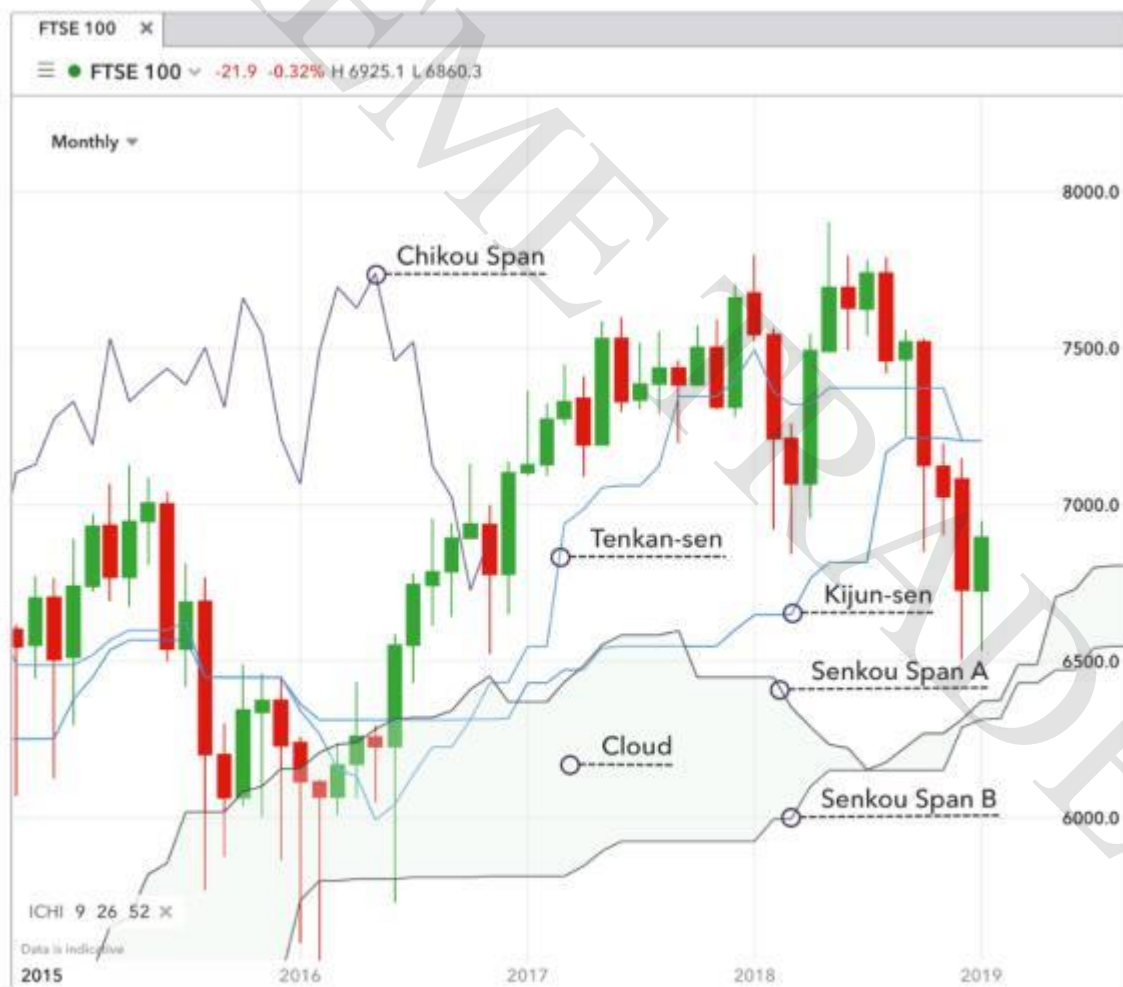 FTSE 100 ×
FTSE 100 -21.9 -0.32% H 6925.1 L 6860.3
Monthly
8000.0
Chikou Span
7500.0
7000.0
Tenkan-sen
Kijun-sen
6500.0
Senkou Span A
Cloud
Senkou Span B
6000.0
ICHI 9 26 52 ×
Data is indicative
2015 2016 2017 2018 2019
EME TRADE